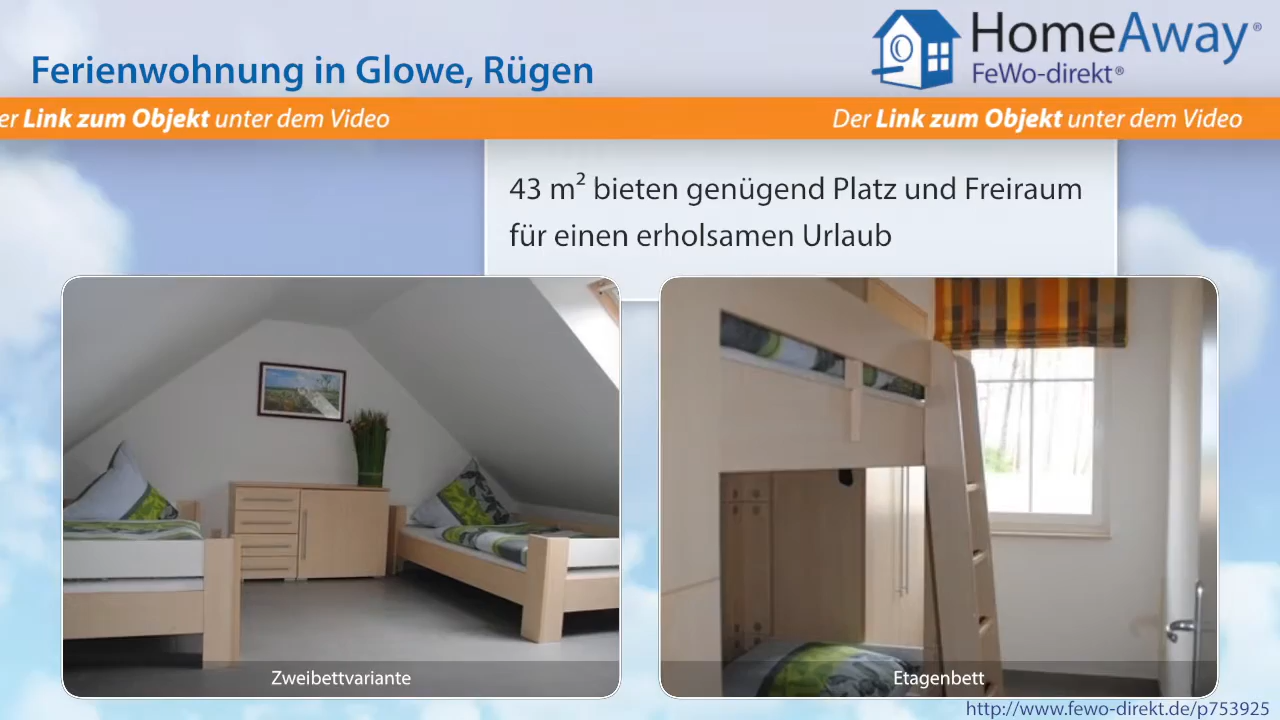 HomeAway®
FeWo-direkt®
Ferienwohnung in Glowe, Rügen
er Link zum Objekt unter dem Video
Der Link zum Objekt unter dem Video
43 m² bieten genügend Platz und Freiraum
für einen erholsamen Urlaub
Zweibettvariante
Etagenbett
http://www.fewo-direkt.de/p753925